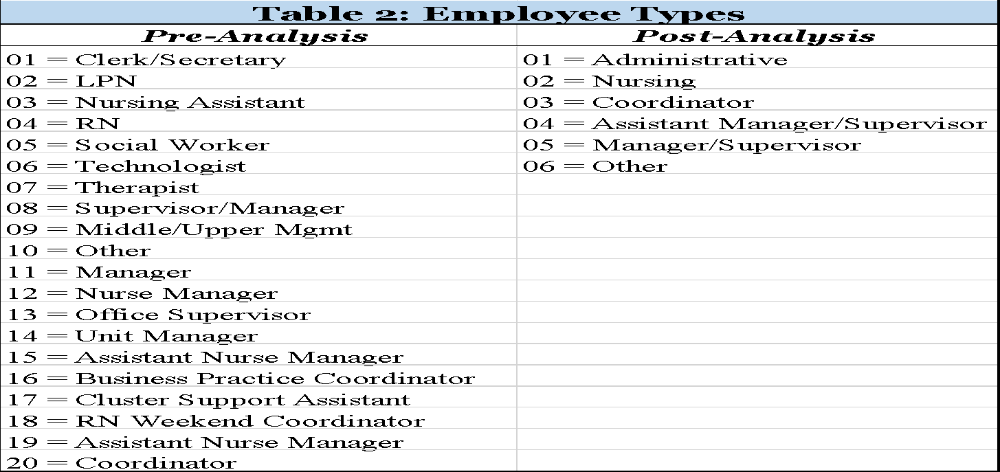 Table 2: Employee Types
Pre-Analysis Post-Analysis
01 = Clerk/Secretary 01 = Administrative
02 = LPN 02 = Nursing
03 = Nursing Assistant 03 = Coordinator
04 = RN 04 = Assistant Manager/Supervisor
05 = Social Worker 05 = Manager/Supervisor
06 = Technologist 06 = Other
07 = Therapist
08 = Supervisor/Manager
09 = Middle/Upper Mgmt
10 = Other
11 = Manager
12 = Nurse Manager
13 = Office Supervisor
14 = Unit Manager
15 = Assistant Nurse Manager
16 = Business Practice Coordinator
17 = Cluster Support Assistant
18 = RN Weekend Coordinator
19 = Assistant Nurse Manager
20 = Coordinator